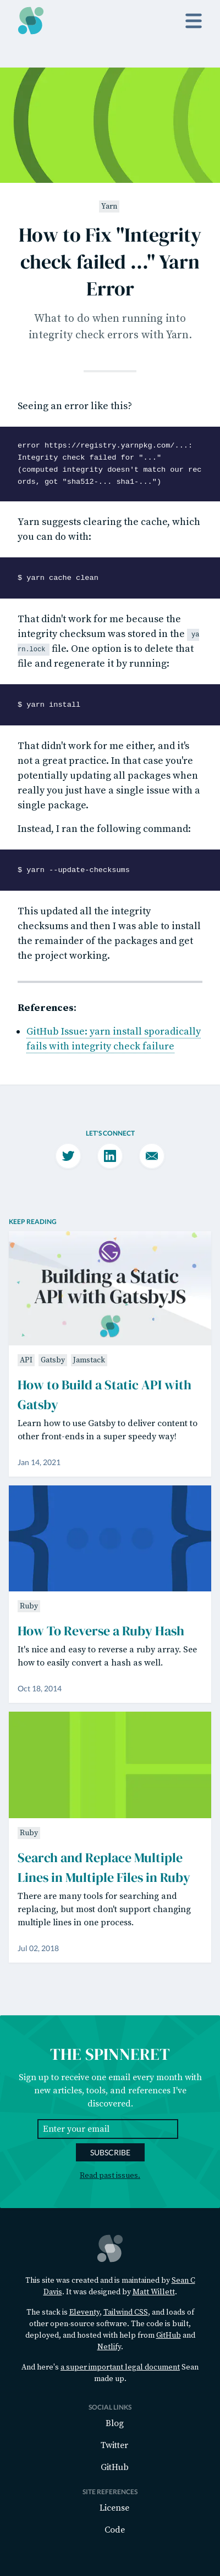 Yarn
How to Fix "Integrity
check failed ..." Yarn
Error
What to do when running into
integrity check errors with Yarn.
Seeing an error like this?
error https://registry.yarnpkg.com/...:
Integrity check failed for "..."
(computed integrity doesn't match our rec
ords, got "sha512-... sha1-...")
Yarn suggests clearing the cache, which
you can do with:
$ yarn cache clean
That didn't work for me because the
integrity checksum was stored in the ya
rn.lock file. One option is to delete that
file and regenerate it by running:
$ yarn install
That didn't work for me either, and it's
not a great practice. In that case you're
potentially updating all packages when
really you just have a single issue with a
single package.
Instead, I ran the following command:
$ yarn --update-checksums
This updated all the integrity
checksums and then I was able to install
the remainder of the packages and get
the project working.
References:
GitHub Issue: yarn install sporadically
fails with integrity check failure
LET'S CONNECT
KEEP READING
Building a Static
API with GatsbyJS
API Gatsby Jamstack
How to Build a Static API with
Gatsby
Learn how to use Gatsby to deliver content to
other front-ends in a super speedy way!
Jan 14, 2021
Ruby
How To Reverse a Ruby Hash
It's nice and easy to reverse a ruby array. See
how to easily convert a hash as well.
Oct 18, 2014
Ruby
Search and Replace Multiple
Lines in Multiple Files in Ruby
There are many tools for searching and
replacing, but most don't support changing
multiple lines in one process.
Jul 02, 2018
THE SPINNERET
Sign up to receive one email every month with
new articles, tools, and references I've
discovered.
Enter your email
SUBSCRIBE
Read past issues.
This site was created and is maintained by Sean C
Davis. It was designed by Matt Willett.
The stack is Eleventy, Tailwind CSS, and loads of
other open-source software. The code is built,
deployed, and hosted with help from GitHub and
Netlify.
And here's a super important legal document Sean
made up.
SOCIAL LINKS
Blog
Twitter
GitHub
SITE REFERENCES
License
Code